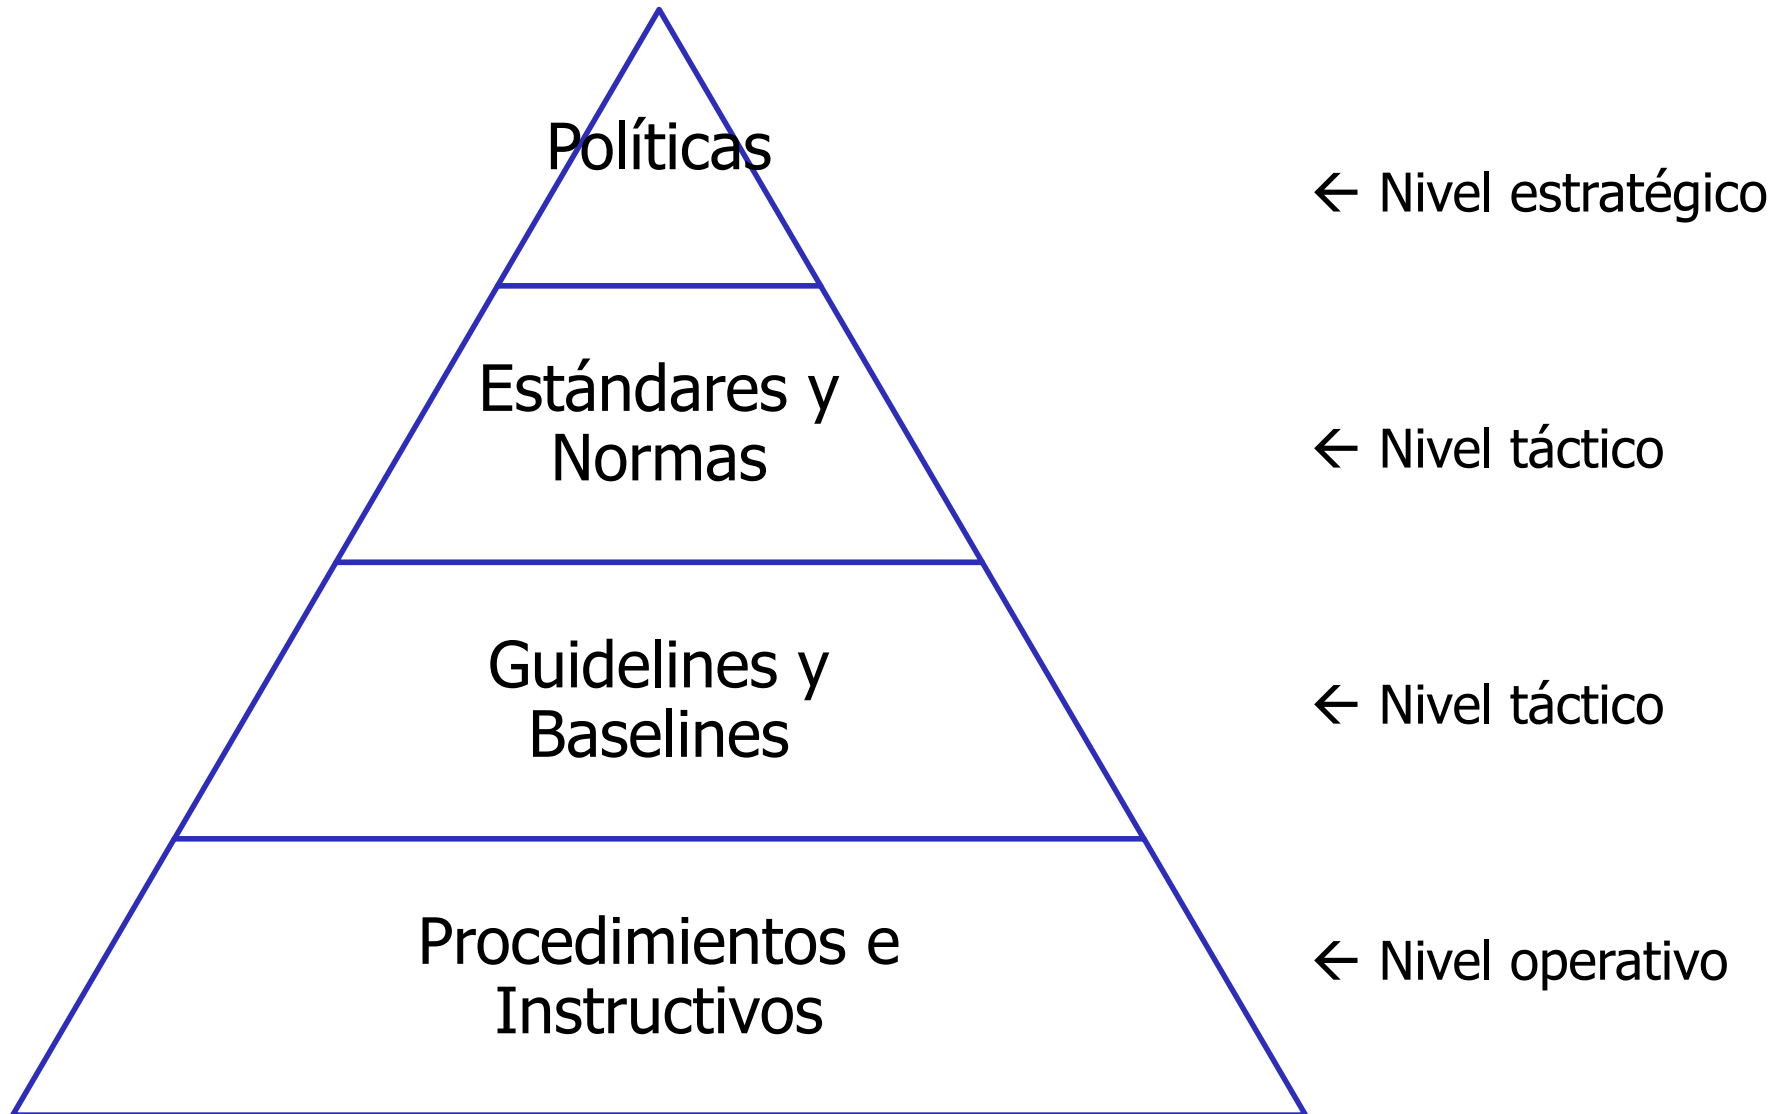 Políticas
← Nivel estratégico
Estándares y
Normas
← Nivel táctico
Guidelines y
Baselines
← Nivel táctico
Procedimientos e
Instructivos
← Nivel operativo